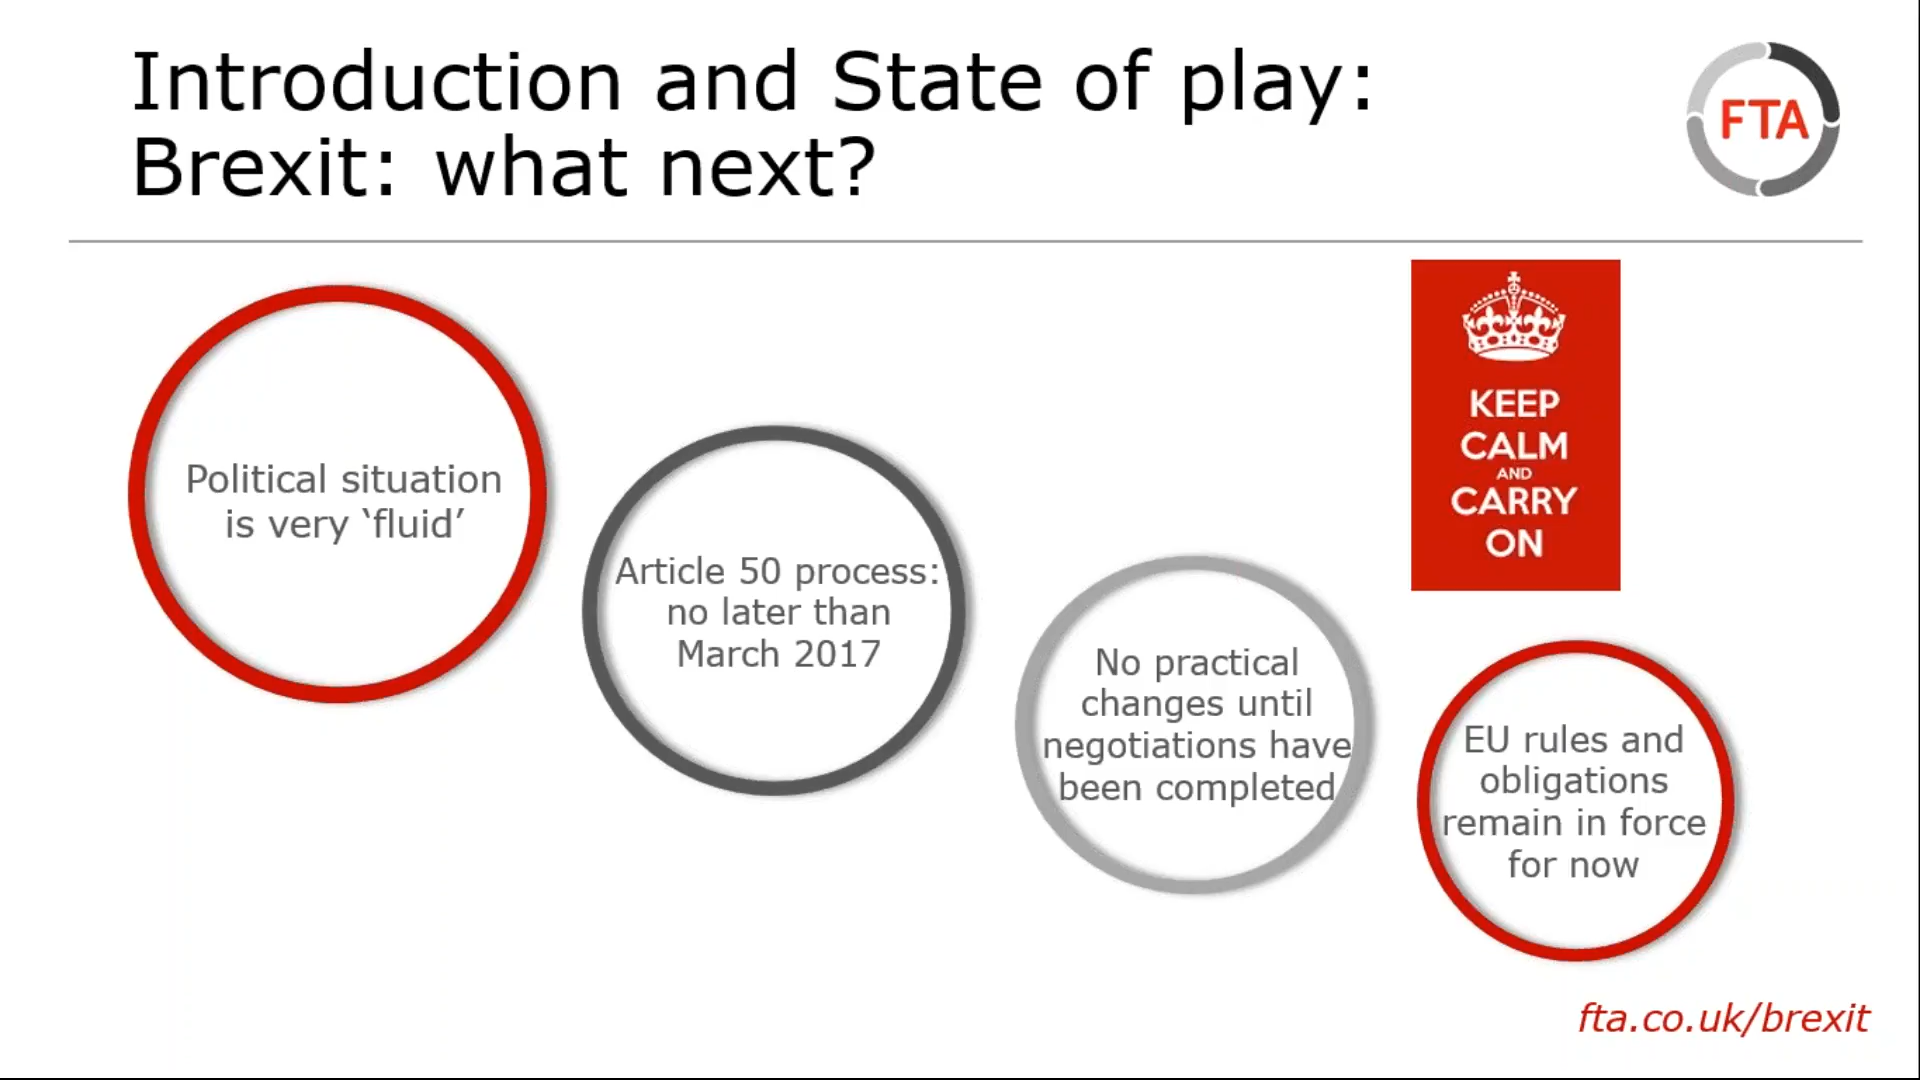 Introduction and State of play:
Brexit: what next?
FTA
Political situation
is very ‘fluid’
Article 50 process:
no later than
March 2017
No practical
changes until
negotiations have
been completed
KEEP
CALM
AND
CARRY
ON
EU rules and
obligations
remain in force
for now
fta.co.uk/brexit